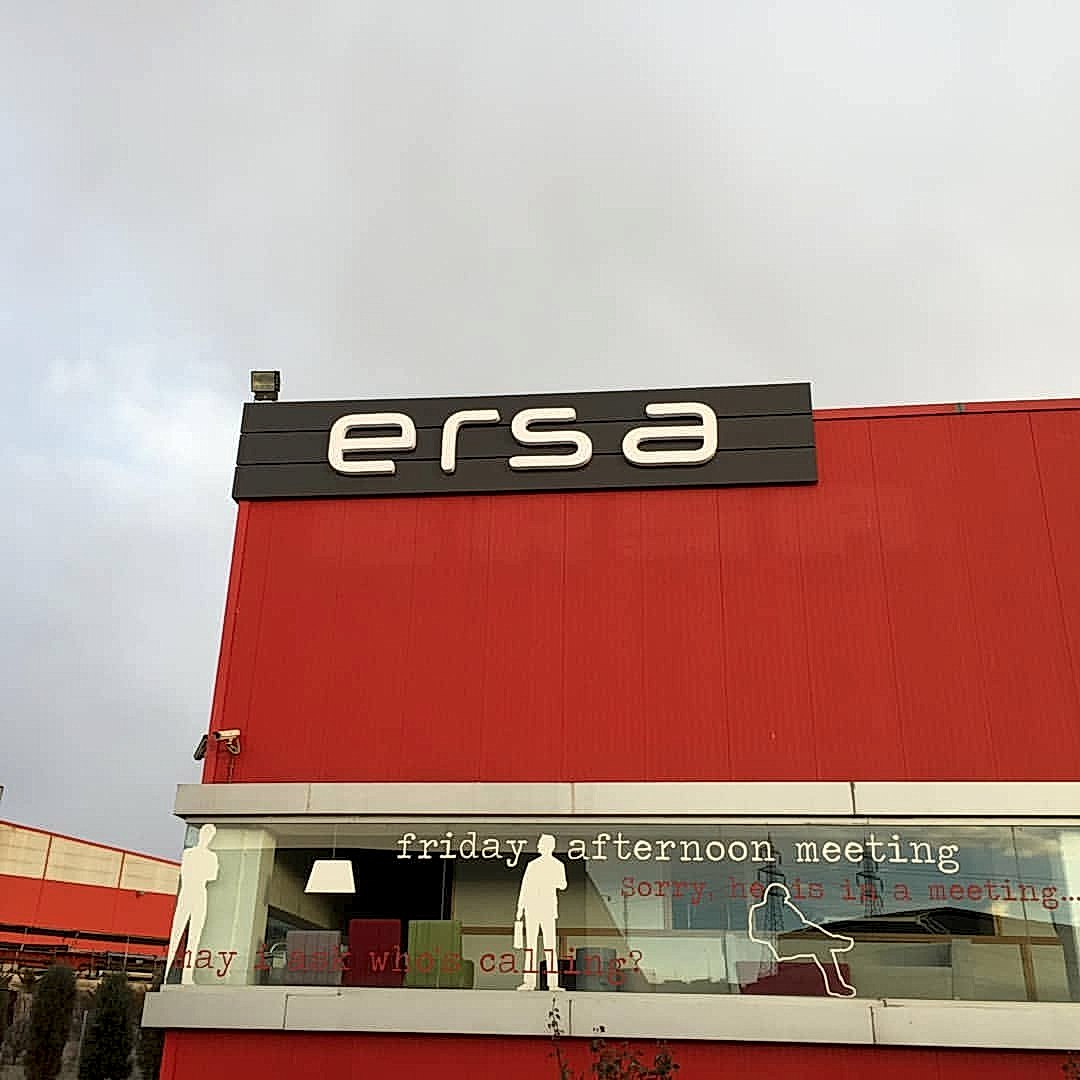 ersa
friday afternoon meeting
Sorry, he is in a meeting...
may i ask who's calling?